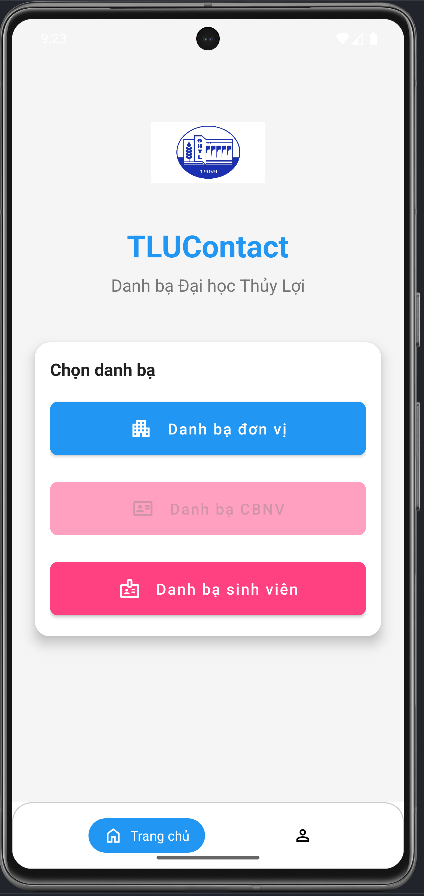 9:23
TLUContact
Danh bạ Đại học Thủy Lợi
Chọn danh bạ
Danh bạ đơn vị
Danh bạ CBNV
Danh bạ sinh viên
Trang chủ